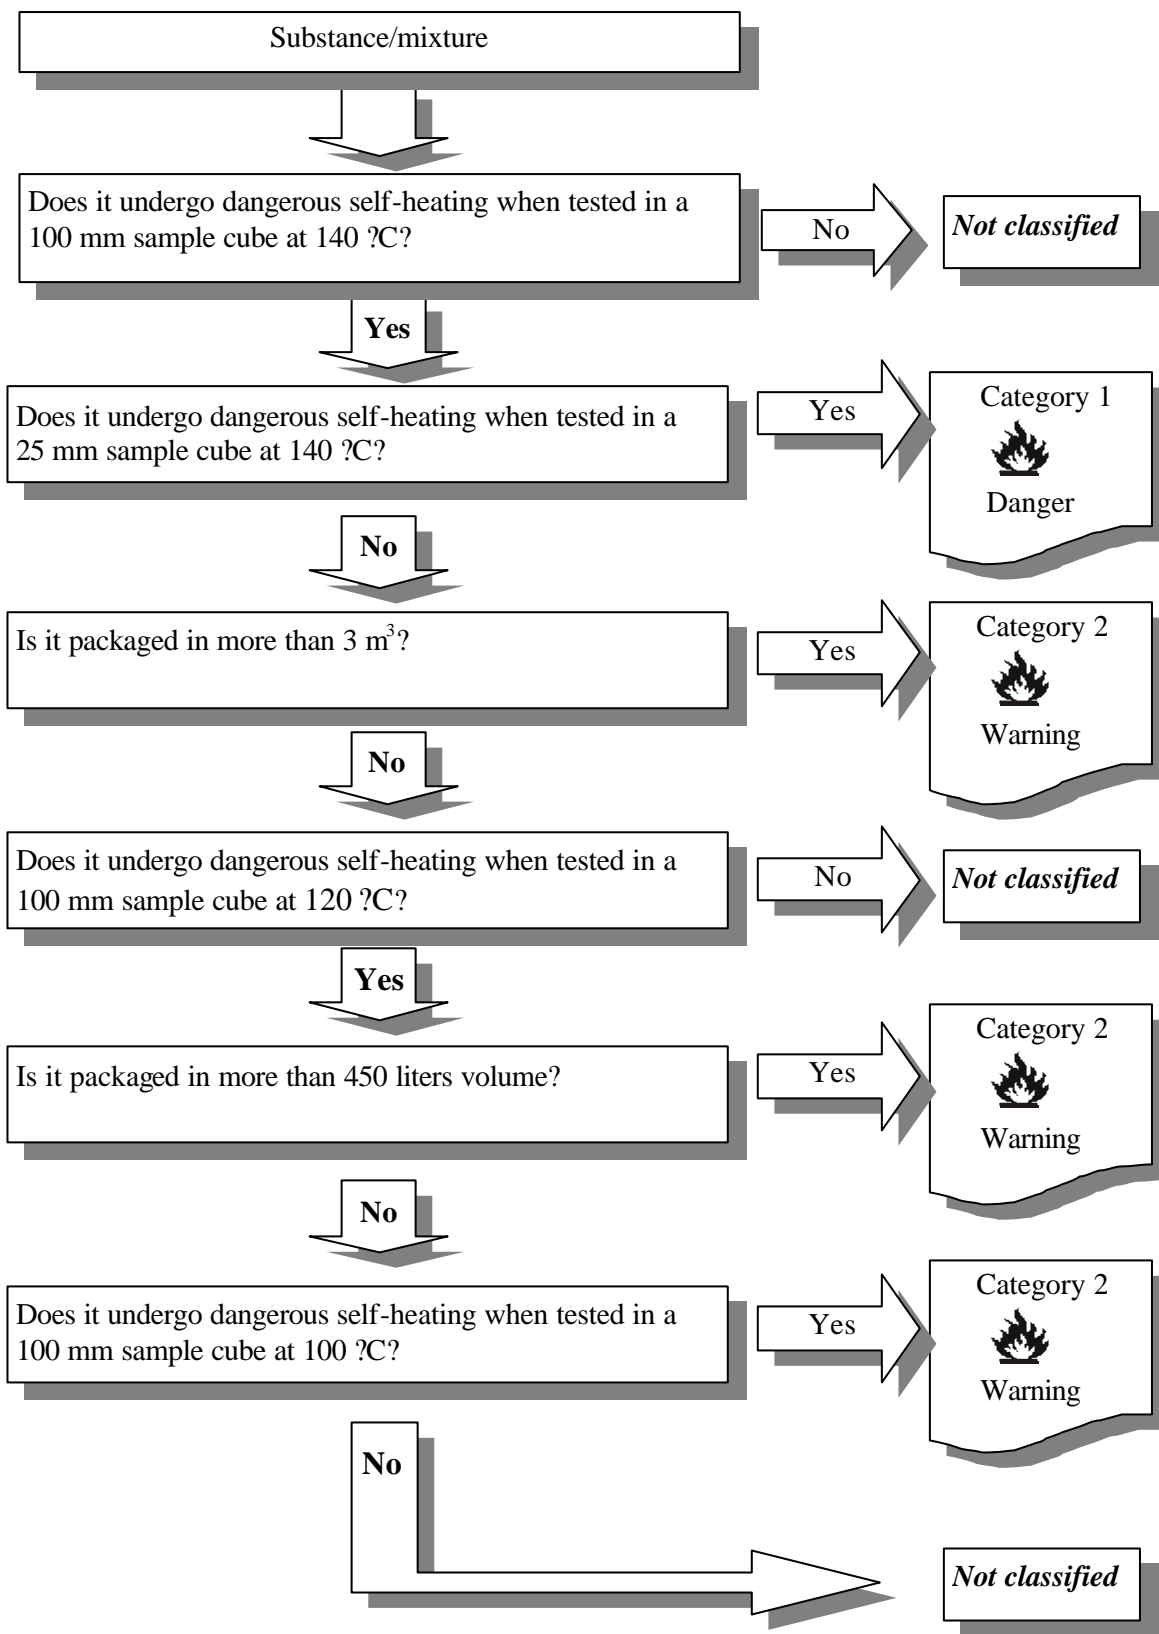 Substance/mixture
Does it undergo dangerous self-heating when tested in a
100 mm sample cube at 140 ?C?
No
Not classified
Yes
Does it undergo dangerous self-heating when tested in a
25 mm sample cube at 140 ?C?
Yes
Category 1
Danger
No
Is it packaged in more than 3 m³?
Yes
Category 2
Warning
No
Does it undergo dangerous self-heating when tested in a
100 mm sample cube at 120 ?C?
No
Not classified
Yes
Is it packaged in more than 450 liters volume?
Yes
Category 2
Warning
No
Does it undergo dangerous self-heating when tested in a
100 mm sample cube at 100 ?C?
Yes
Category 2
Warning
No
Not classified